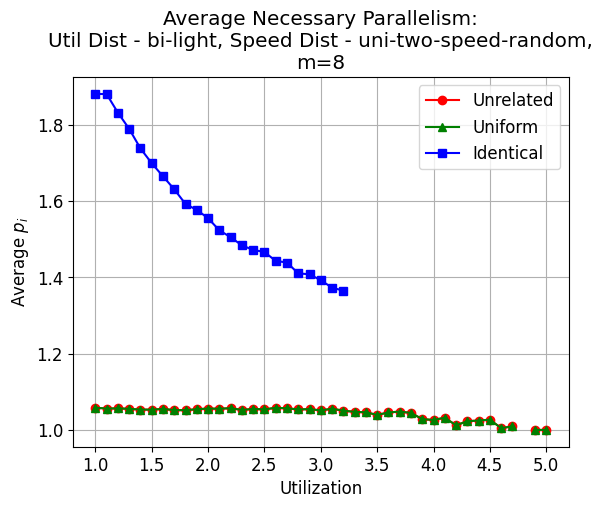 Average Necessary Parallelism:
Util Dist - bi-light, Speed Dist - uni-two-speed-random,
m=8
Unrelated
Uniform
Identical
Average $p_i$
1.8
1.6
1.4
1.2
1.0
1.0 1.5 2.0 2.5 3.0 3.5 4.0 4.5 5.0
Utilization